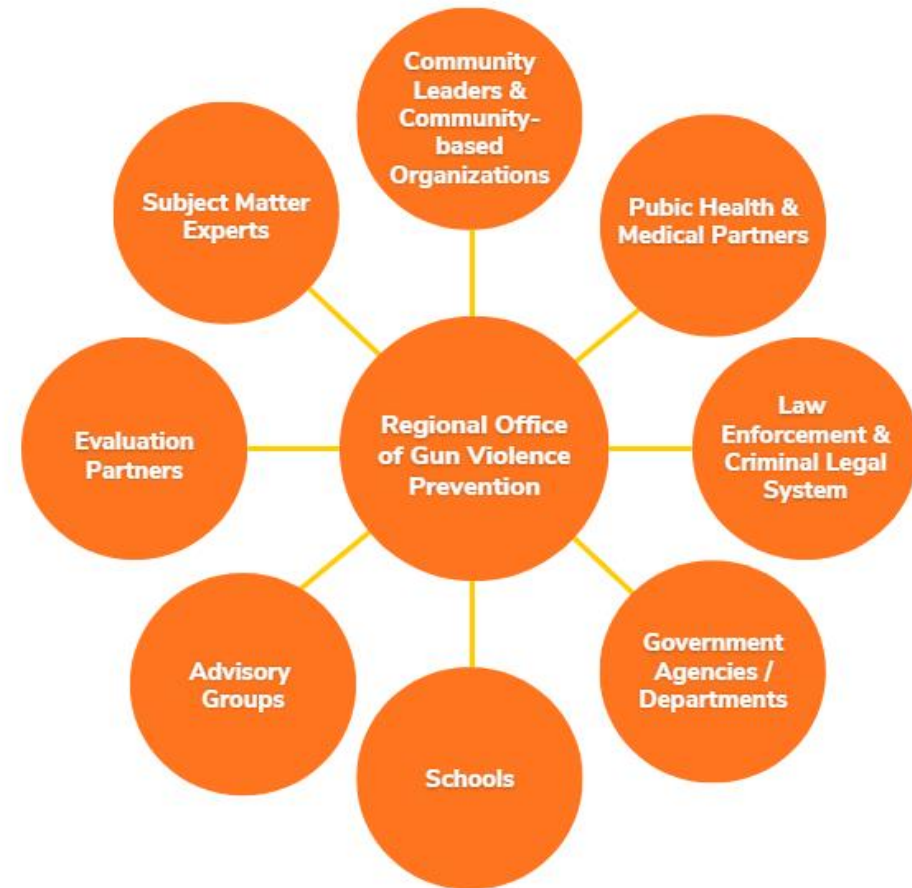 Community
Leaders &
Community-
based
Organizations
Pubic Health &
Medical Partners
Law
Enforcement &
Criminal Legal
System
Government
Agencies /
Departments
Schools
Advisory
Groups
Evaluation
Partners
Subject Matter
Experts
Regional Office
of Gun Violence
Prevention